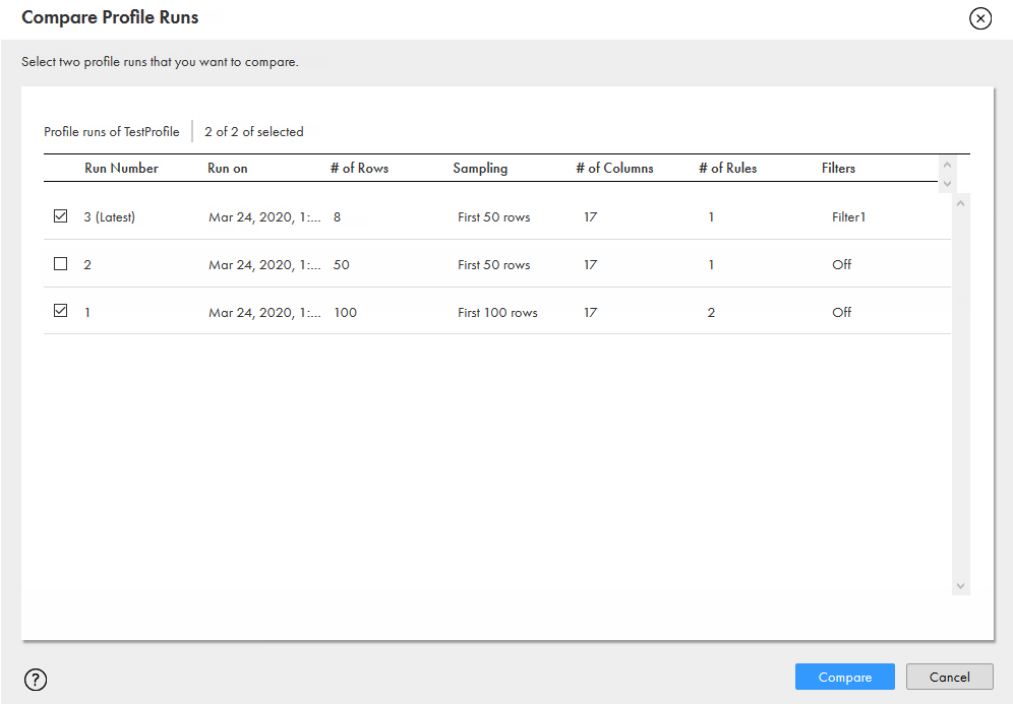 Compare Profile Runs
Select two profile runs that you want to compare.
Profile runs of TestProfile 2 of 2 of selected
Run Number Run on # of Rows Sampling # of Columns # of Rules Filters
3 (Latest) Mar 24, 2020, 1:... 8 First 50 rows 17 1 Filter1
2 Mar 24, 2020, 1:... 50 First 50 rows 17 1 Off
1 Mar 24, 2020, 1:... 100 First 100 rows 17 2 Off
? Compare Cancel